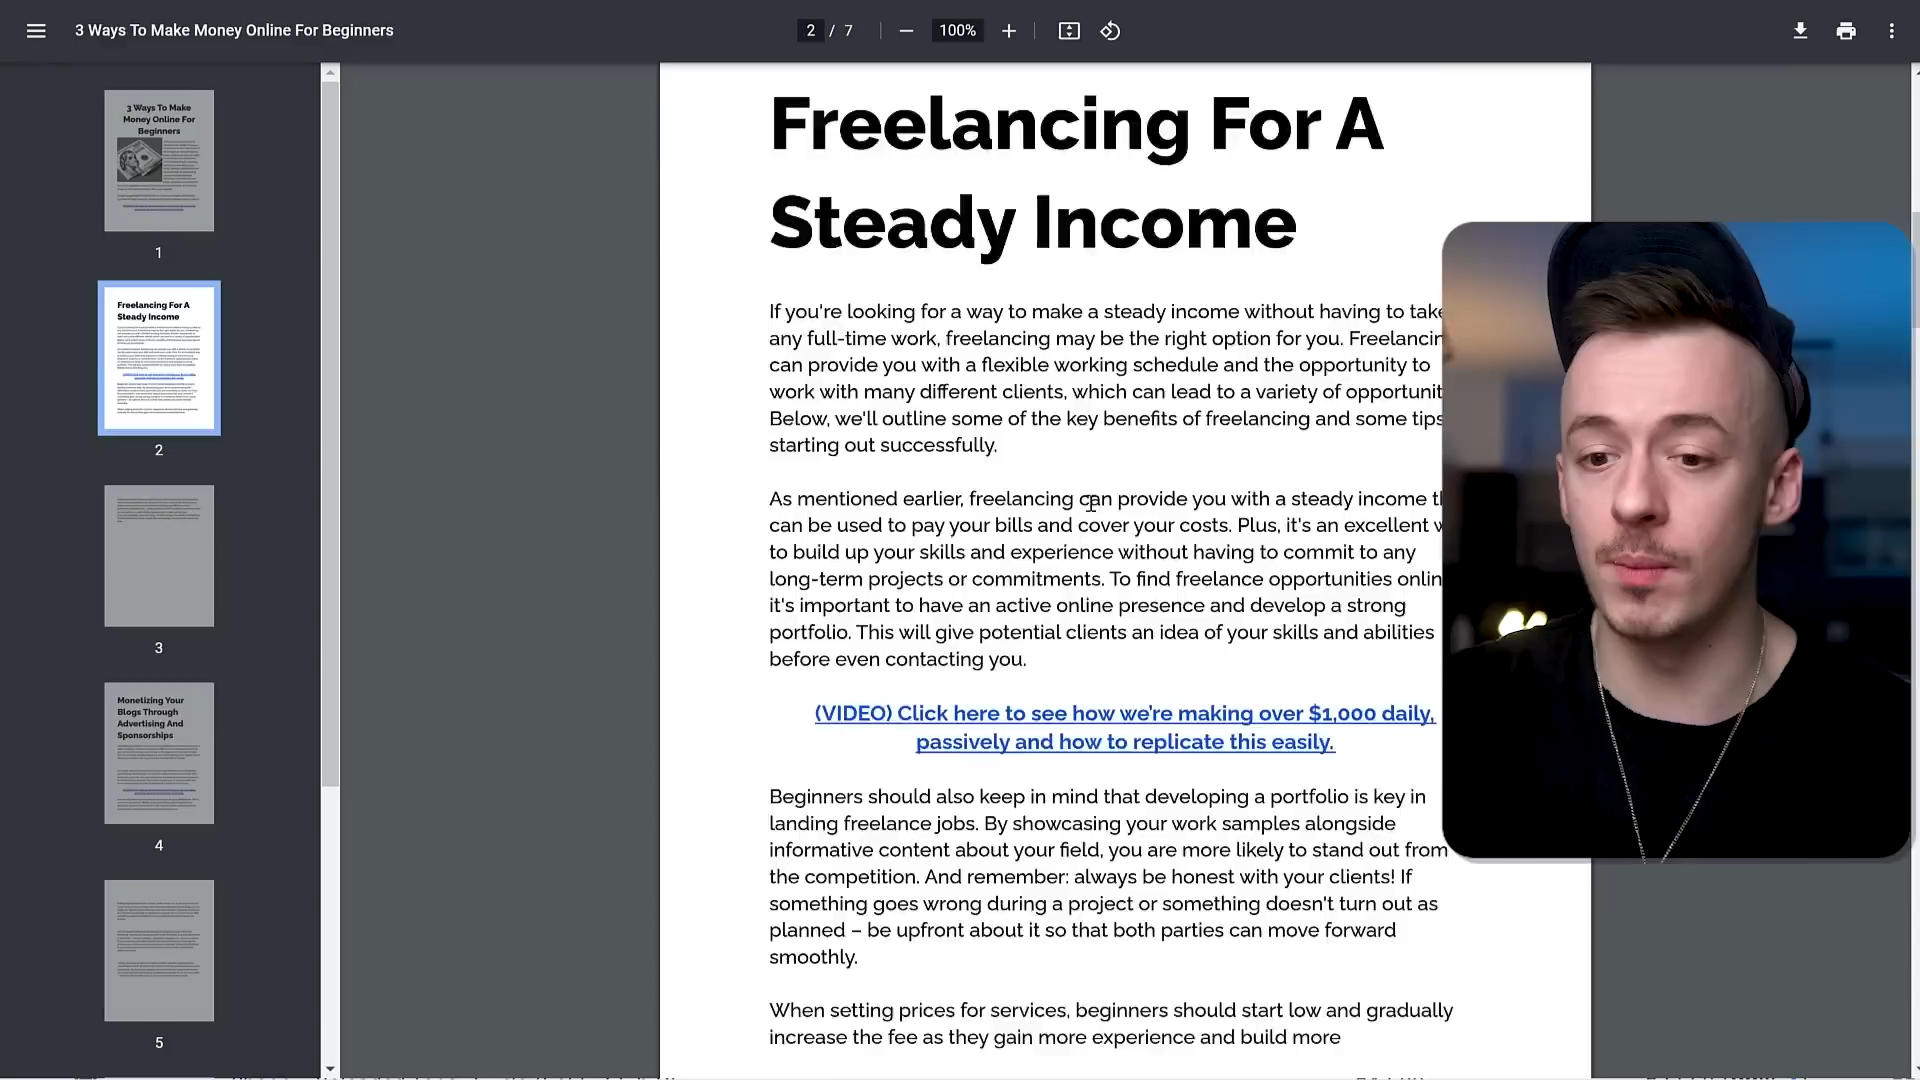 3 Ways To Make Money Online For Beginners
2 / 7
100%
3 Ways To Make
Money Online For
Beginners
1
Freelancing For A
Steady Income
2
3
Monetizing Your
Blogs Through
Advertising And
Sponsorships
4
5
Freelancing For A
Steady Income
If you're looking for a way to make a steady income without having to take
any full-time work, freelancing may be the right option for you. Freelancin
can provide you with a flexible working schedule and the opportunity to
work with many different clients, which can lead to a variety of opportunit
Below, we'll outline some of the key benefits of freelancing and some tips
starting out successfully.
As mentioned earlier, freelancing can provide you with a steady income t
can be used to pay your bills and cover your costs. Plus, it's an excellent w
to build up your skills and experience without having to commit to any
long-term projects or commitments. To find freelance opportunities onlin
it's important to have an active online presence and develop a strong
portfolio. This will give potential clients an idea of your skills and abilities
before even contacting you.
(VIDEO) Click here to see how we're making over $1,000 daily,
passively and how to replicate this easily.
Beginners should also keep in mind that developing a portfolio is key in
landing freelance jobs. By showcasing your work samples alongside
informative content about your field, you are more likely to stand out from
the competition. And remember: always be honest with your clients! If
something goes wrong during a project or something doesn't turn out as
planned – be upfront about it so that both parties can move forward
smoothly.
When setting prices for services, beginners should start low and gradually
increase the fee as they gain more experience and build more